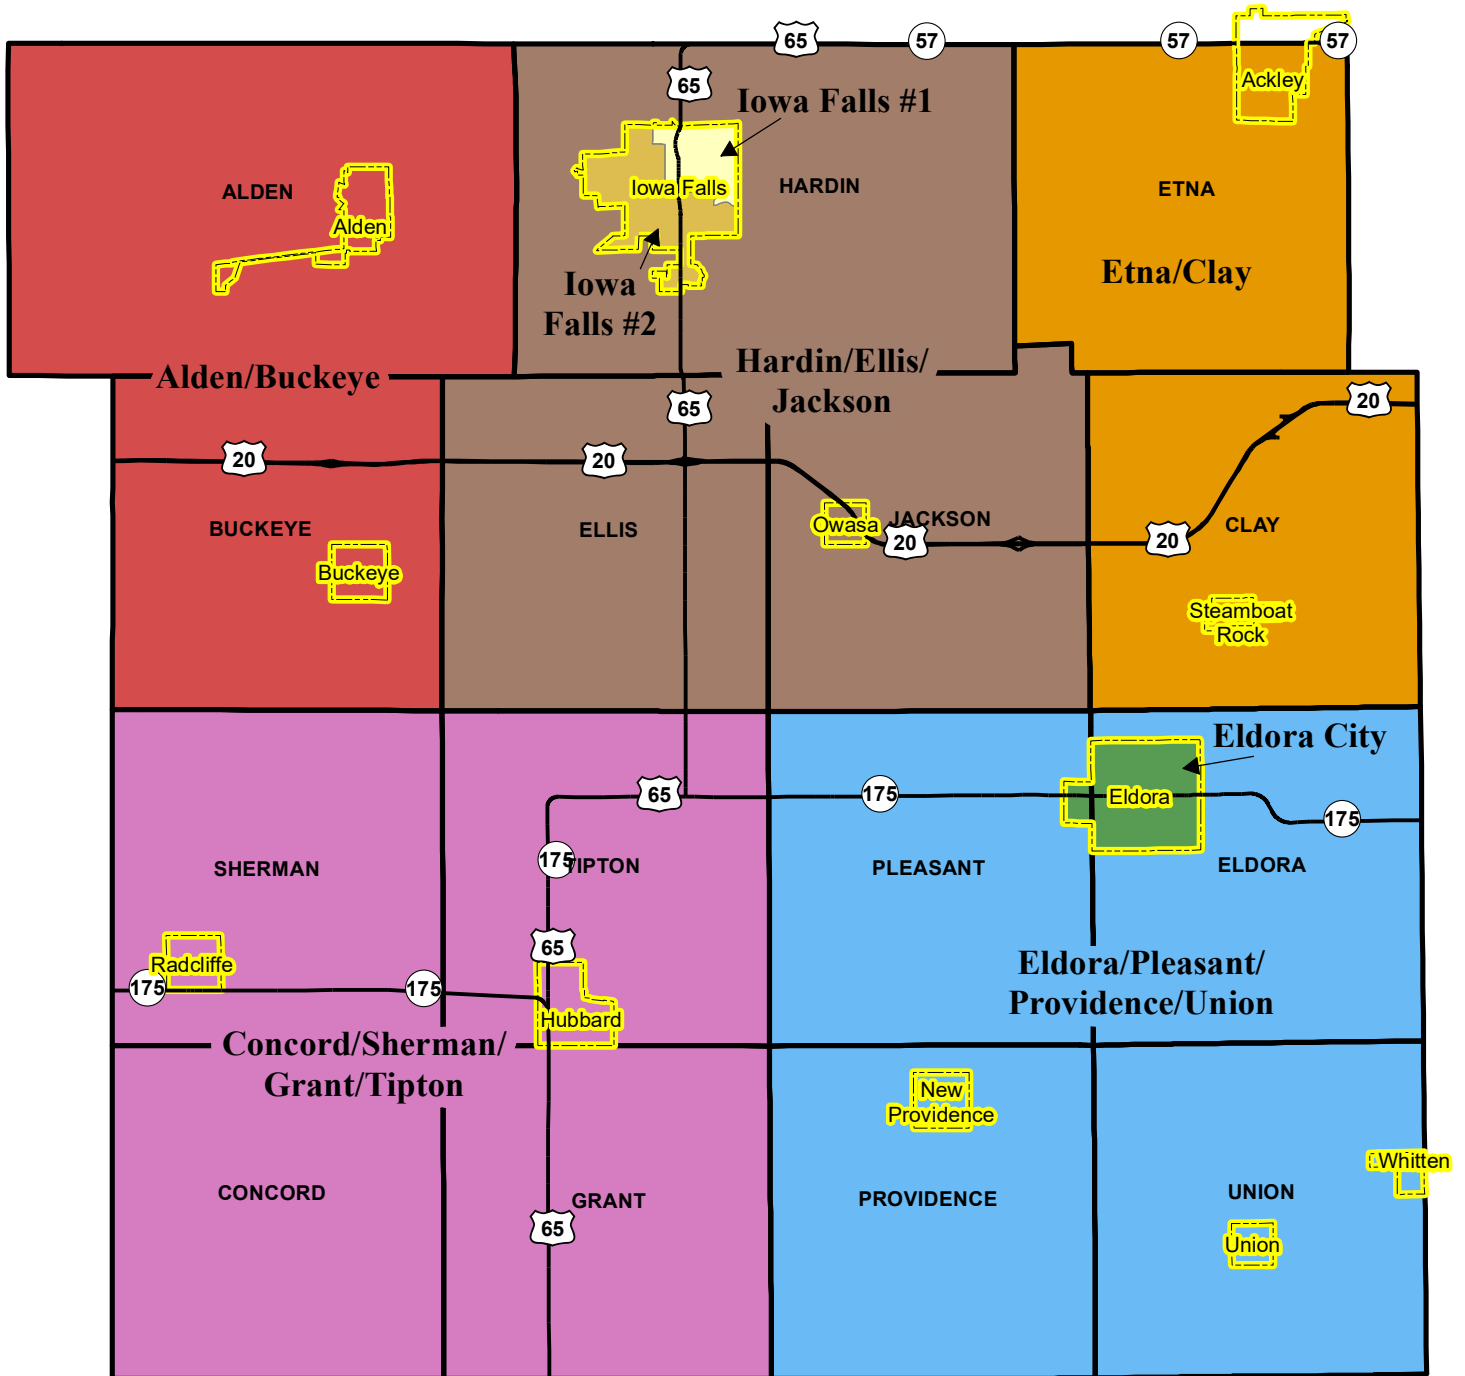 65
57
57
57
Ackley
65
Iowa Falls #1
ALDEN
Iowa Falls
HARDIN
ETNA
Alden
Etna/Clay
Iowa
Falls #2
Alden/Buckeye
Hardin/Ellis/
Jackson
65
20
20
20
BUCKEYE
ELLIS
Owasa
JACKSON
20
20
CLAY
Buckeye
Steamboat
Rock
Eldora City
65
175
Eldora
175
SHERMAN
175
TIPTON
PLEASANT
ELDORA
65
Radcliffe
175
175
Hubbard
Eldora/Pleasant/
Providence/Union
Concord/Sherman/
Grant/Tipton
New
Providence
Whitten
CONCORD
GRANT
PROVIDENCE
UNION
65
Union